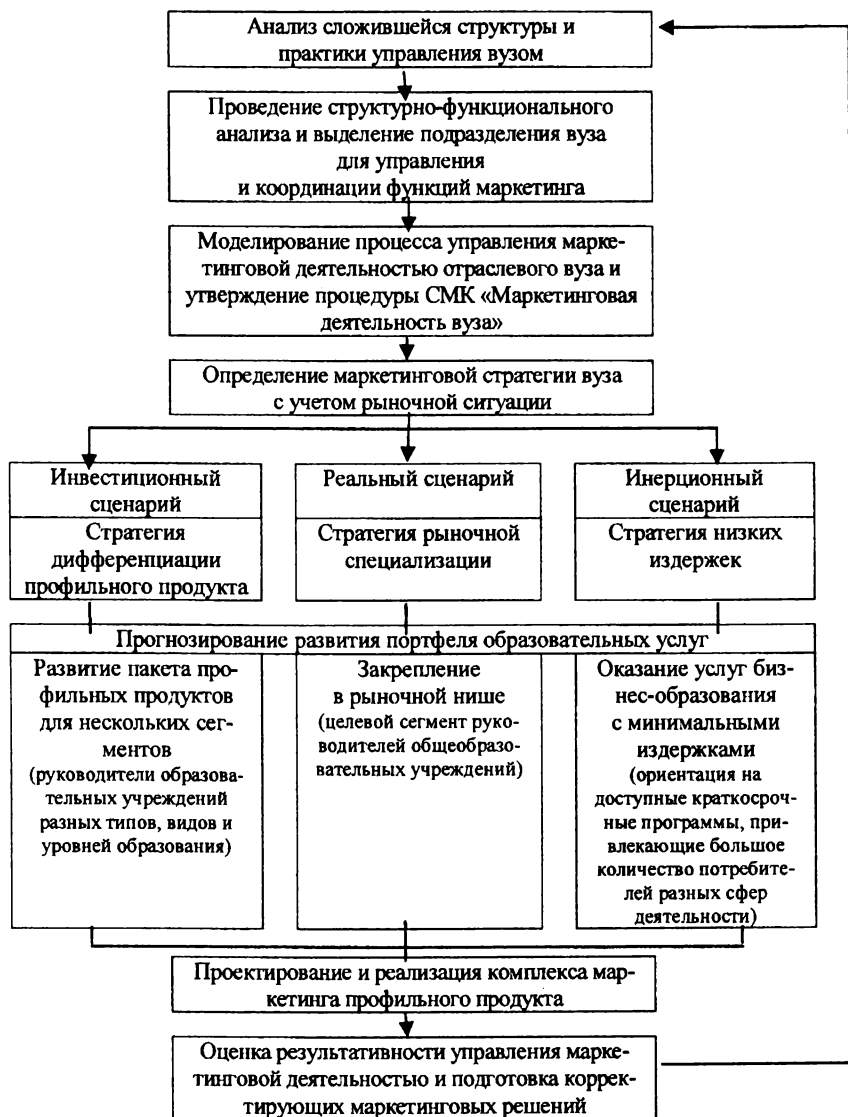 Анализ сложившейся структуры и
практики управления вузом
Проведение структурно-функционального
анализа и выделение подразделения вуза
для управления
и координации функций маркетинга
Моделирование процесса управления марке-
тинговой деятельностью отраслевого вуза и
утверждение процедуры СМК «Маркетинговая
деятельность вуза»
Определение маркетинговой стратегии вуза
с учетом рыночной ситуации
Инвестиционный
сценарий
Стратегия
дифференциации
профильного продукта
Реальный сценарий
Стратегия рыночной
специализации
Инерционный
сценарий
Стратегия низких
издержек
Прогнозирование развития портфеля образовательных услуг
Развитие пакета про-
фильных продуктов
для нескольких сег-
ментов
(руководители образова-
тельных учреждений
разных типов, видов и
уровней образования)
Закрепление
в рыночной нише
(целевой сегмент руко-
водителей общеобразо-
вательных учреждений)
Оказание услуг биз-
нес-образования
с минимальными
издержками
(ориентация на
доступные краткосроч-
ные программы, при-
влекающие большое
количество потребите-
лей разных сфер
деятельности)
Проектирование и реализация комплекса мар-
кетинга профильного продукта
Оценка результативности управления марке-
тинговой деятельностью и подготовка коррек-
тирующих маркетинговых решений